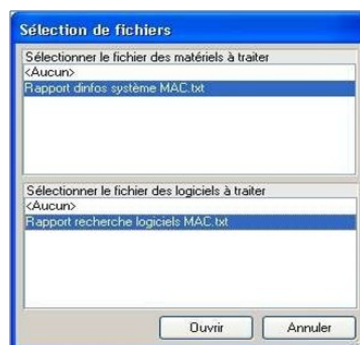 Sélection de fichiers
Sélectionner le fichier des matériels à traiter
<Aucun>
Rapport dinfos système MAC.txt
Sélectionner le fichier des logiciels à traiter
<Aucun>
Rapport recherche logiciels MAC.txt
Ouvrir
Annuler